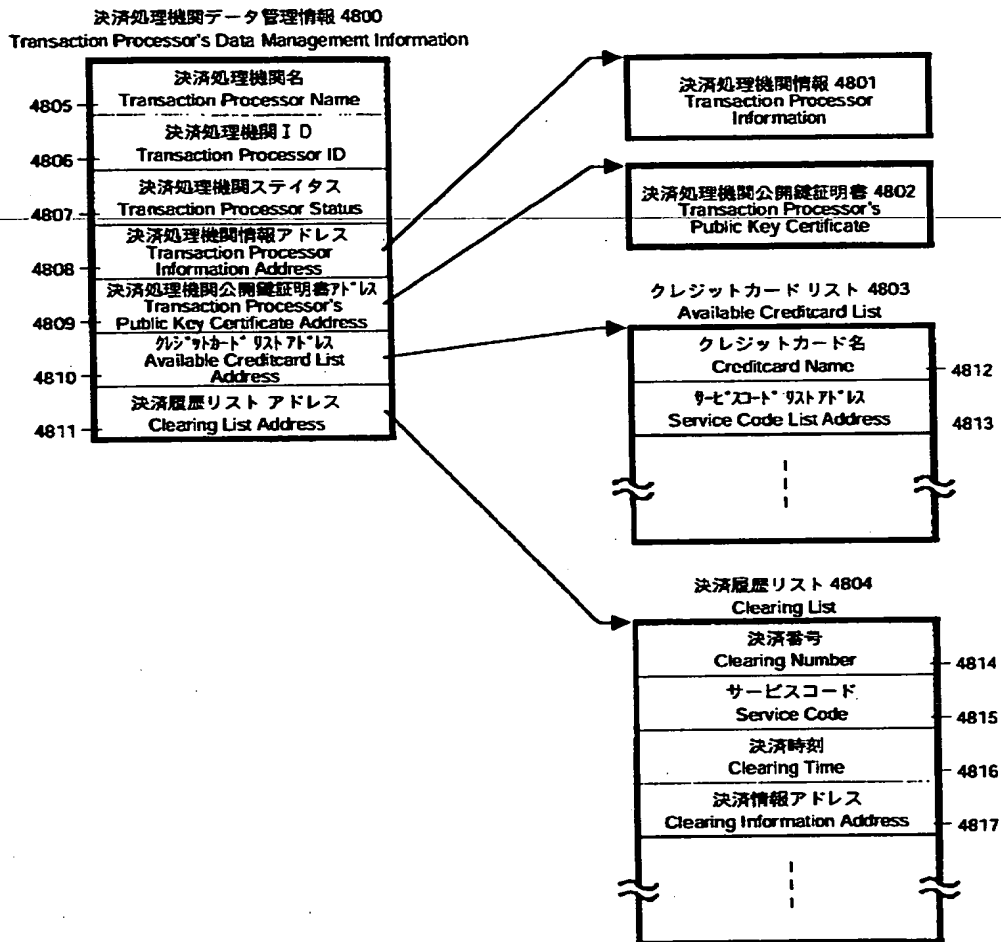 決済処理機関データ管理情報 4800
Transaction Processor's Data Management Information
決済処理機関名
Transaction Processor Name
4805
決済処理機関ID
Transaction Processor ID
4806
決済処理機関ステイタス
Transaction Processor Status
4807
決済処理機関情報アドレス
Transaction Processor
Information Address
4808
決済処理機関公開鍵証明書アドレス
Transaction Processor's
Public Key Certificate Address
4809
クレジットカード リストアドレス
Available Creditcard List
Address
4810
決済履歴リスト アドレス
Clearing List Address
4811
決済処理機関情報 4801
Transaction Processor
Information
決済処理機関公開鍵証明書 4802
Transaction Processor's
Public Key Certificate
クレジットカード リスト 4803
Available Creditcard List
クレジットカード名
Creditcard Name
4812
サービスコード リストアドレス
Service Code List Address
4813
決済履歴リスト 4804
Clearing List
決済番号
Clearing Number
4814
サービスコード
Service Code
4815
決済時刻
Clearing Time
4816
決済情報アドレス
Clearing Information Address
4817